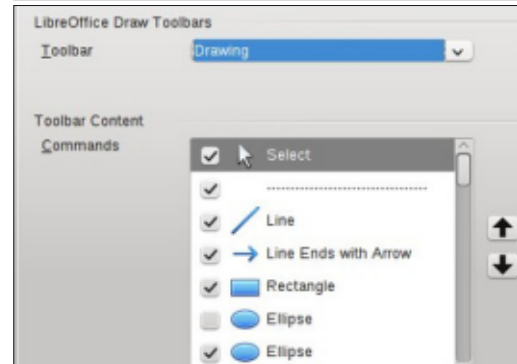 LibreOffice Draw Toolbars
Toolbar
Drawing
Toolbar Content
Commands
Select
Line
Line Ends with Arrow
Rectangle
Ellipse
Ellipse